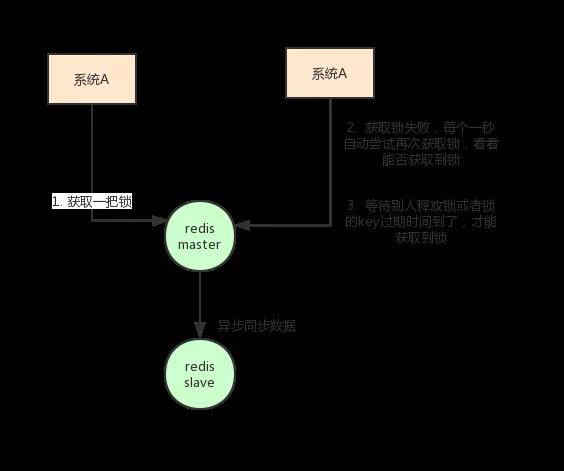 系统A
系统A
2. 获取锁失败，每个一秒
自动尝试再次获取锁，看看
能否获取到锁
1. 获取一把锁
3. 等待别人释放锁或者锁
的key过期时间到了，才能
获取到锁
redis
master
异步同步数据
redis
slave